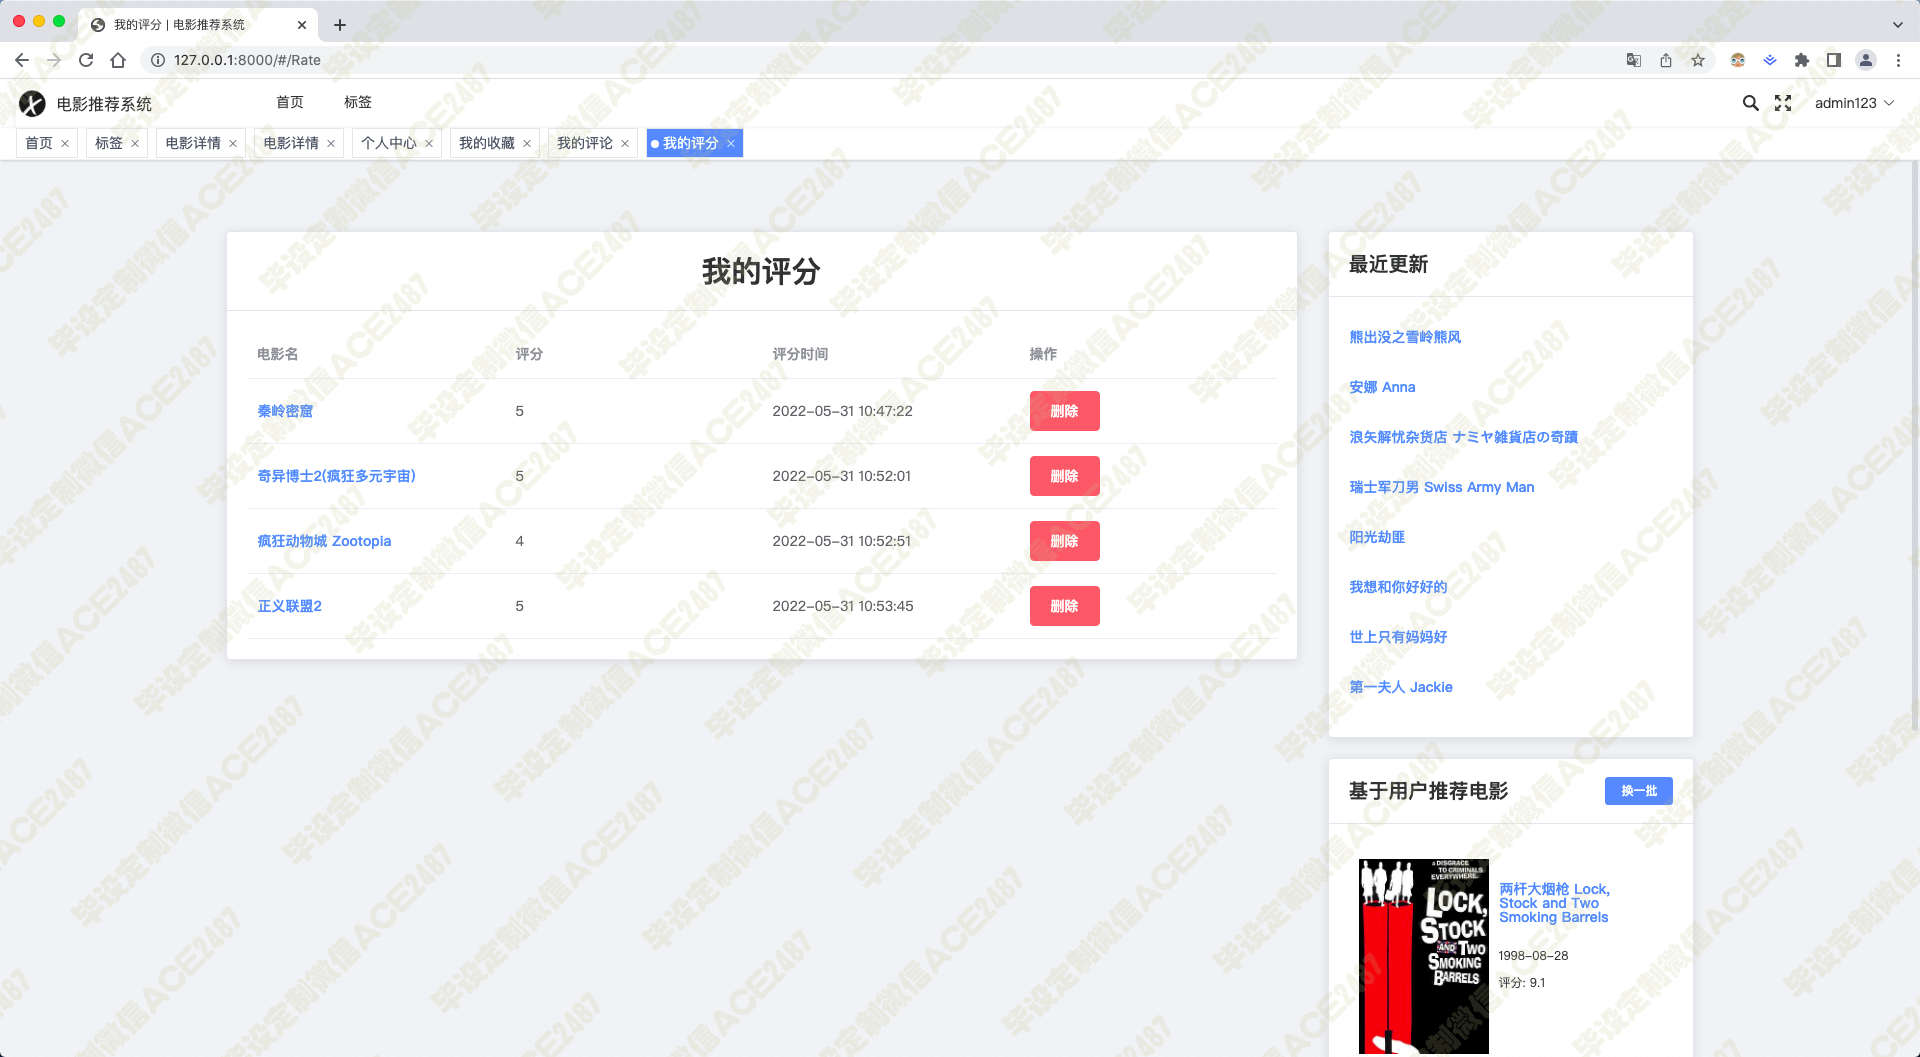 我的评分 | 电影推荐系统
127.0.0.1:8000/#/Rate
电影推荐系统 首页 标签 admin123
首页 标签 电影详情 电影详情 个人中心 我的收藏 我的评论 我的评分
我的评分
电影名 评分 评分时间 操作
秦岭密窟 5 2022-05-31 10:47:22 删除
奇异博士2(疯狂多元宇宙) 5 2022-05-31 10:52:01 删除
疯狂动物城 Zootopia 4 2022-05-31 10:52:51 删除
正义联盟2 5 2022-05-31 10:53:45 删除
最近更新
熊出没之雪岭熊风
安娜 Anna
浪矢解忧杂货店 ナミヤ雑貨店の奇蹟
瑞士军刀男 Swiss Army Man
阳光劫匪
我想和你好好的
世上只有妈妈好
第一夫人 Jackie
基于用户推荐电影 换一批
A DISGRACE
TO CRIMINALS
EVERYWHERE.
LOCK,
STOCK
AND TWO
SMOKING
BARRELS
两杆大烟枪 Lock,
Stock and Two
Smoking Barrels
1998-08-28
评分: 9.1
毕设定制微信ACE2487